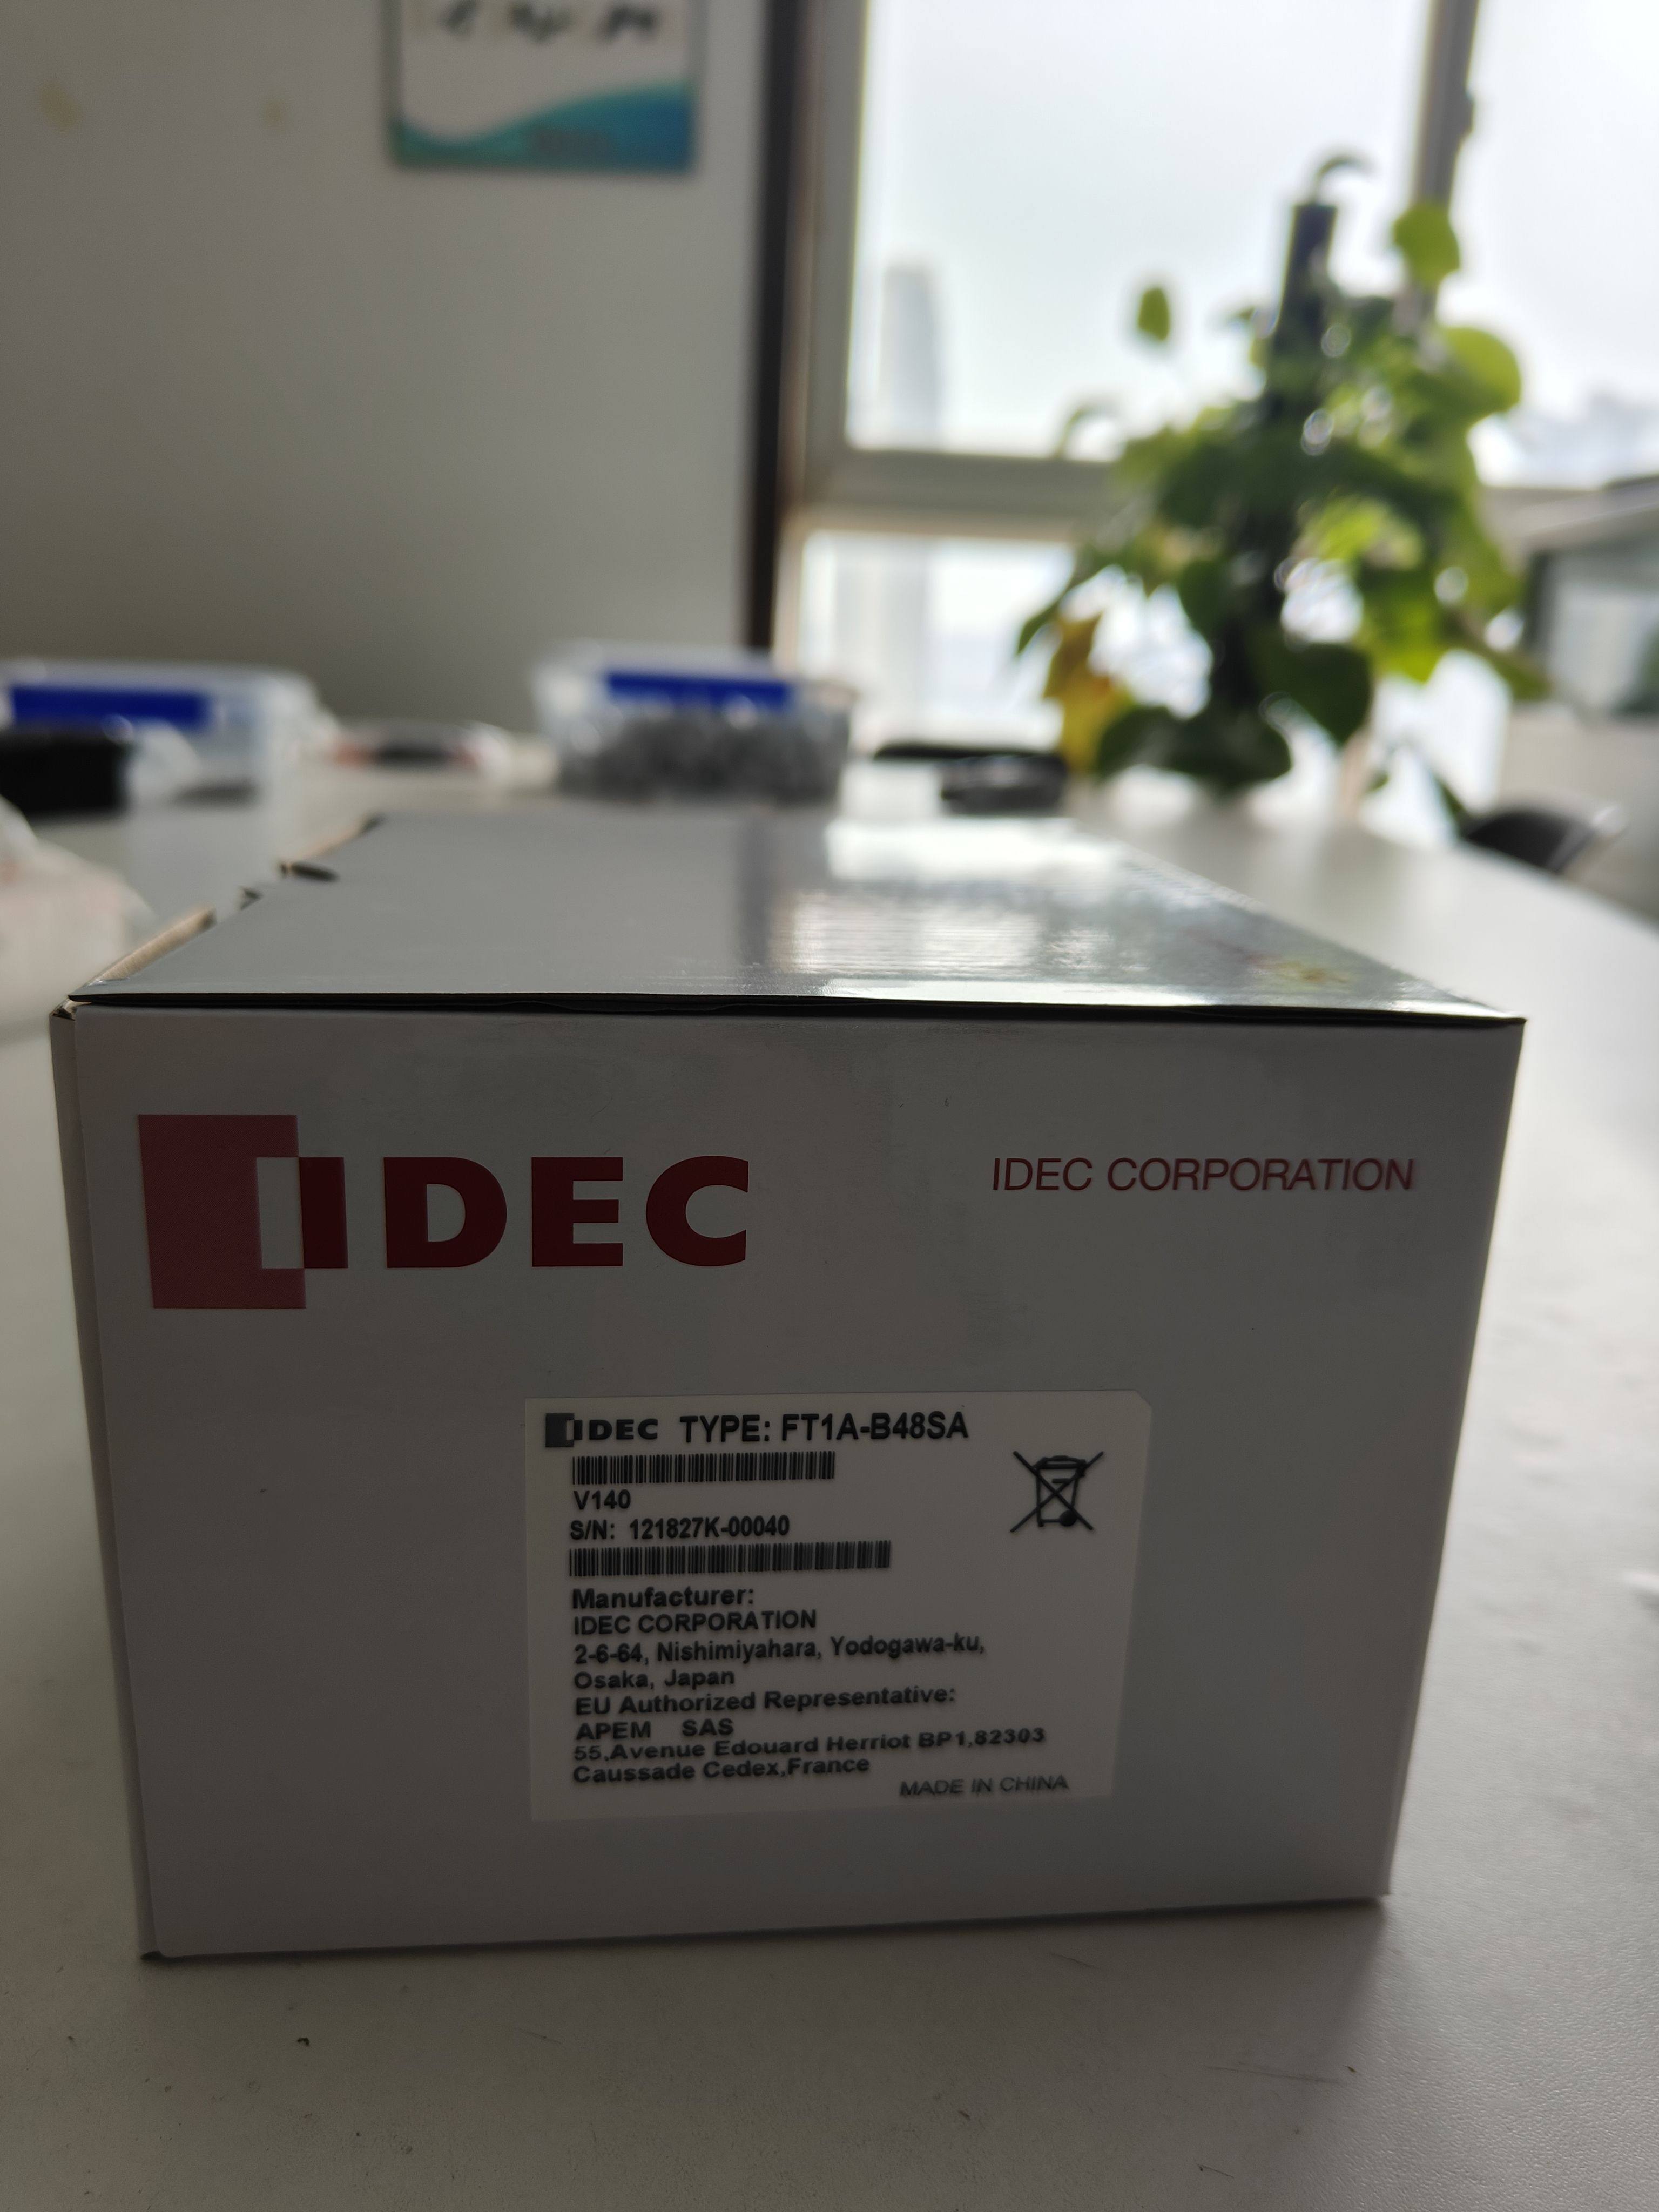 IDEC
IDEC CORPORATION
IDEC TYPE: FT1A-B48SA
V140
S/N: 121827K-00040
Manufacturer:
IDEC CORPORATION
2-6-64, Nishimiyahara, Yodogawa-ku,
Osaka, Japan
EU Authorized Representative:
APEM SAS
55,Avenue Edouard Herriot BP1,82303
Caussade Cedex,France
MADE IN CHINA